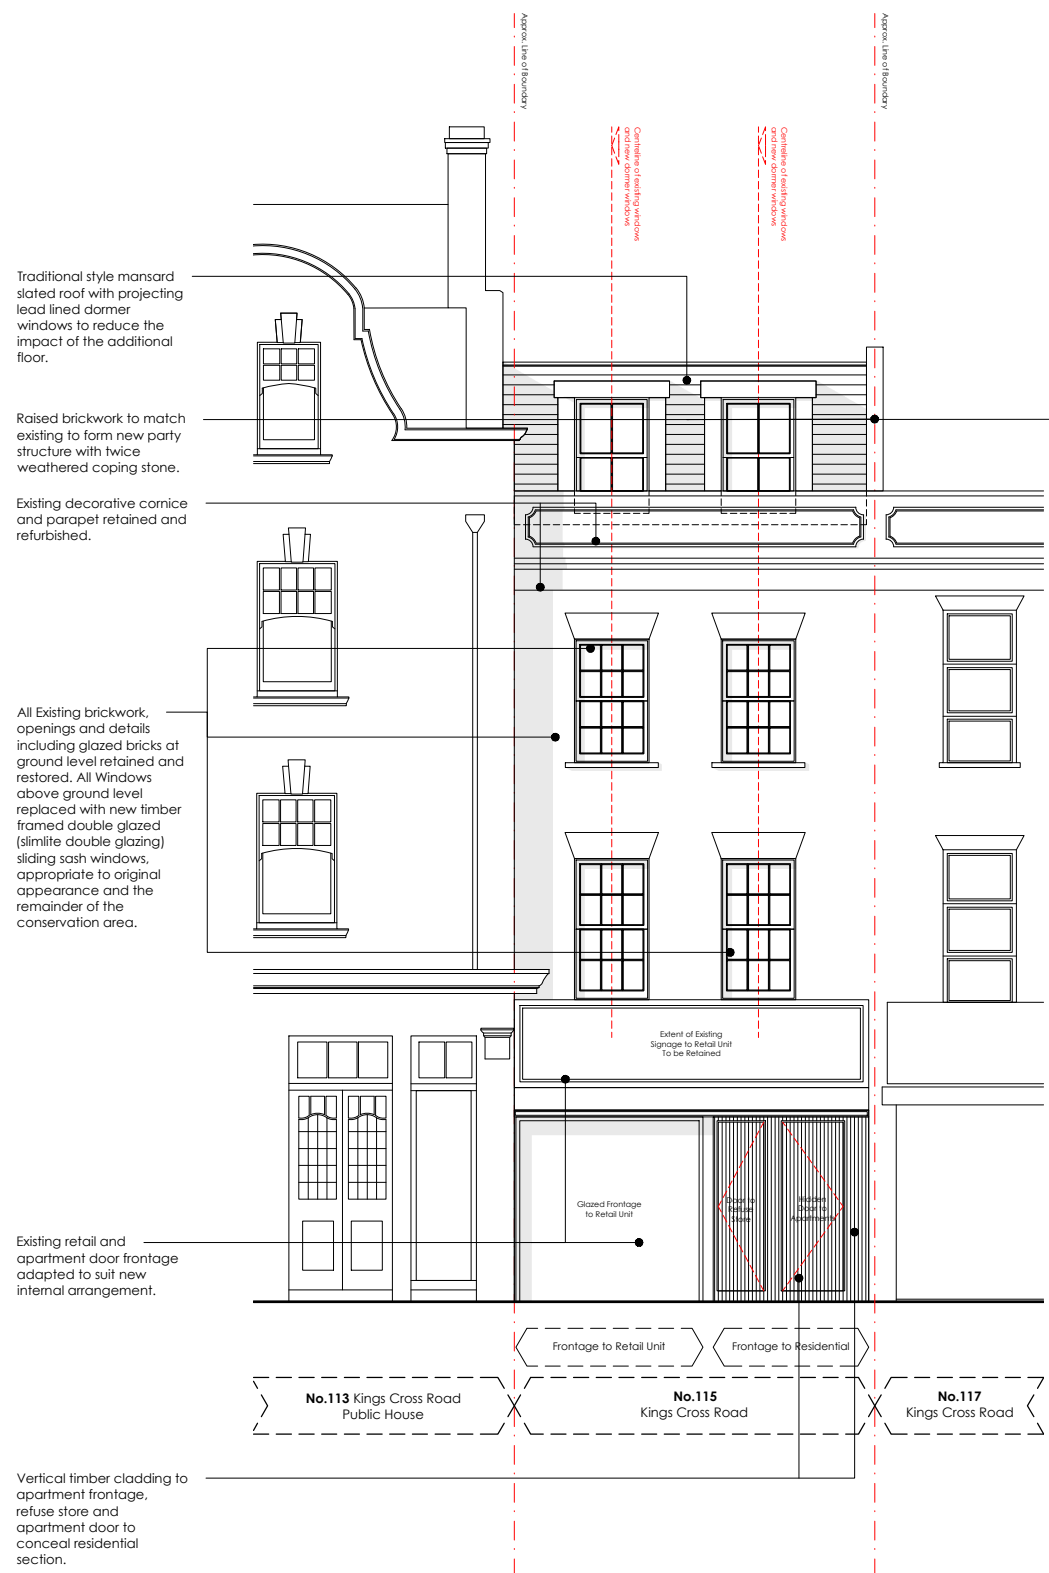 Approx. Line of Boundary
Approx. Line of Boundary
Centreline of existing windows
and new dormer windows
Centreline of existing windows
and new dormer windows
Traditional style mansard
slated roof with projecting
lead lined dormer
windows to reduce the
impact of the additional
floor.
Raised brickwork to match
existing to form new party
structure with twice
weathered coping stone.
Existing decorative cornice
and parapet retained and
refurbished.
All Existing brickwork,
openings and details
including glazed bricks at
ground level retained and
restored. All Windows
above ground level
replaced with new timber
framed double glazed
(slimlite double glazing)
sliding sash windows,
appropriate to original
appearance and the
remainder of the
conservation area.
Extent of Existing
Signage to Retail Unit
To be Retained
Glazed Frontage
to Retail Unit
Door to
Refuse
Store
Hidden
Door to
Apartments
Existing retail and
apartment door frontage
adapted to suit new
internal arrangement.
Frontage to Retail Unit
Frontage to Residential
No.113 Kings Cross Road
Public House
No.115
Kings Cross Road
No.117
Kings Cross Road
Vertical timber cladding to
apartment frontage,
refuse store and
apartment door to
conceal residential
section.